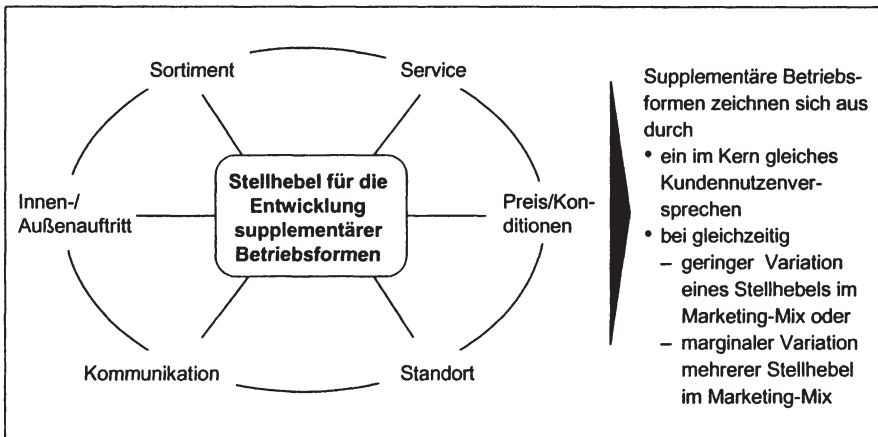 Sortiment
Service
Innen-/
Außenauftritt
Stellhebel für die
Entwicklung
supplementärer
Betriebsformen
Preis/Kon-
ditionen
Kommunikation
Standort
Supplementäre Betriebs-
formen zeichnen sich aus
durch
• ein im Kern gleiches
Kundennutzenver-
sprechen
• bei gleichzeitig
– geringer Variation
eines Stellhebels im
Marketing-Mix oder
– marginaler Variation
mehrerer Stellhebel
im Marketing-Mix